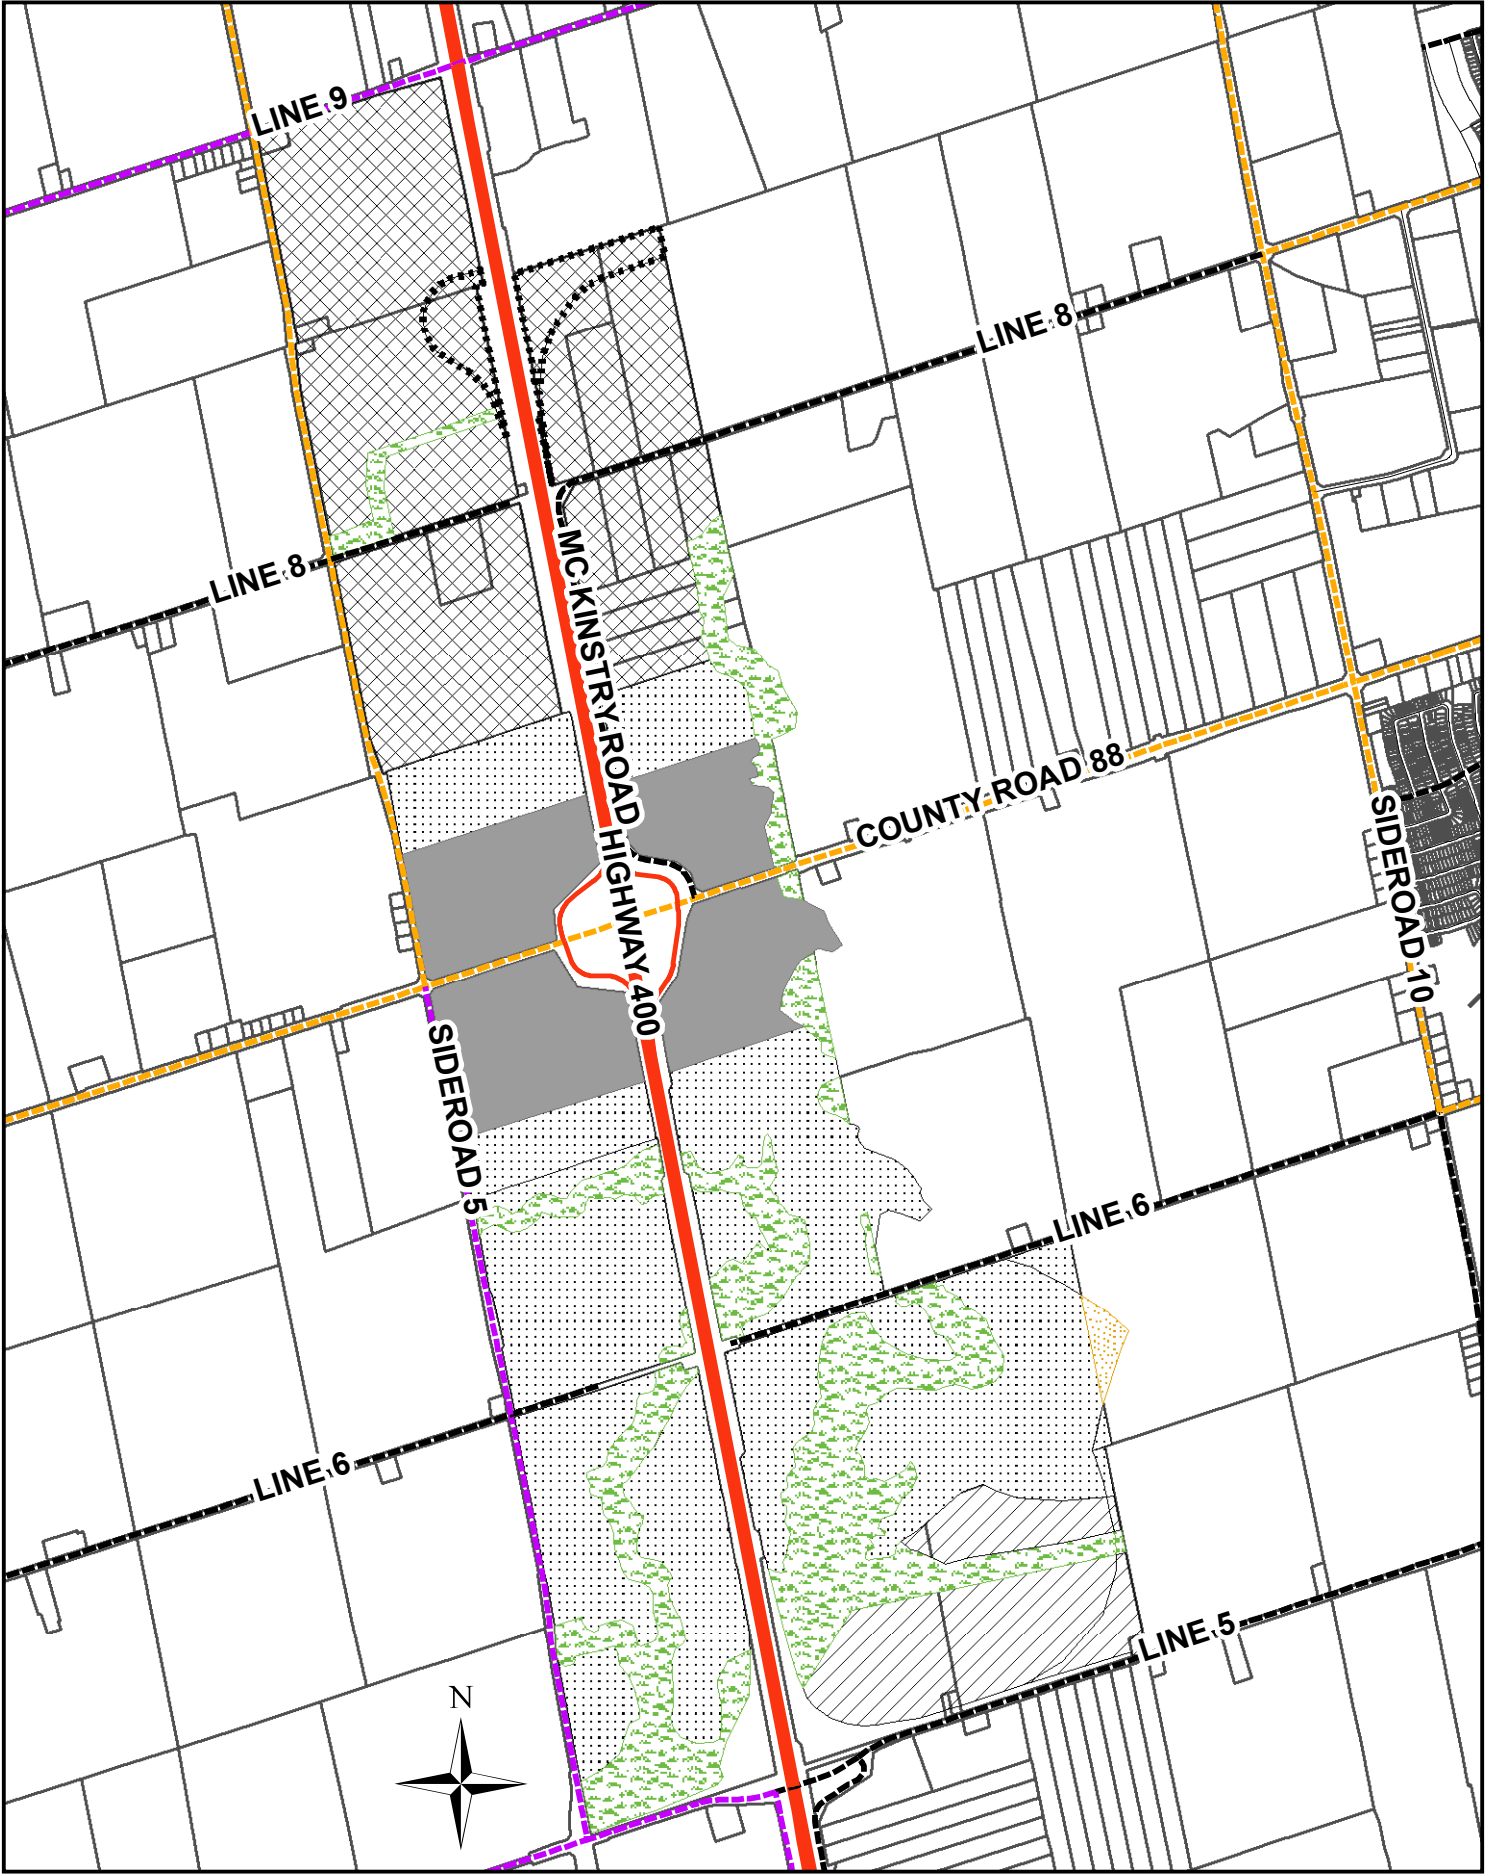 LINE 9
LINE 8
LINE 8
MC KINSTRY ROAD
COUNTY ROAD 88
SIDEROAD 10
HIGHWAY 400
SIDEROAD 5
LINE 6
LINE 6
LINE 5
N